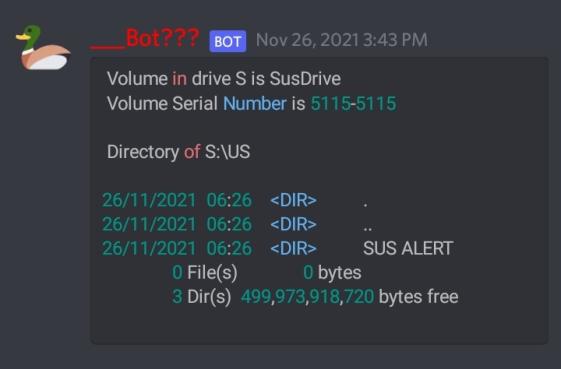 ___Bot??? BOT Nov 26, 2021 3:43 PM
Volume in drive S is SusDrive
Volume Serial Number is 5115-5115
Directory of S:\US
26/11/2021 06:26 <DIR> .
26/11/2021 06:26 <DIR> ..
26/11/2021 06:26 <DIR> SUS ALERT
0 File(s) 0 bytes
3 Dir(s) 499,973,918,720 bytes free